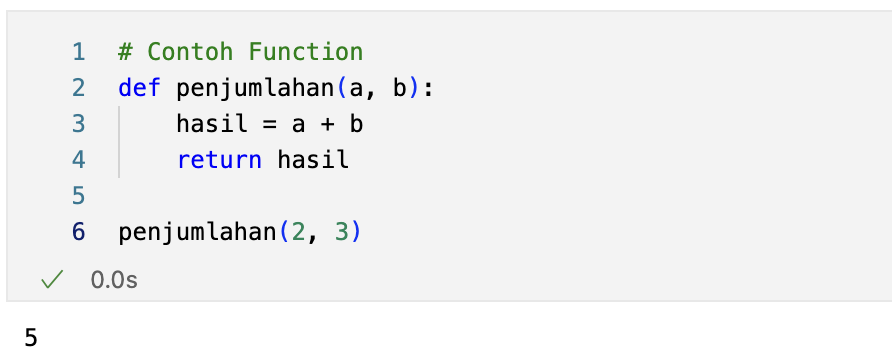 1 # Contoh Function
2 def penjumlahan(a, b):
3     hasil = a + b
4     return hasil
5
6 penjumlahan(2, 3)
✓ 0.0s
5